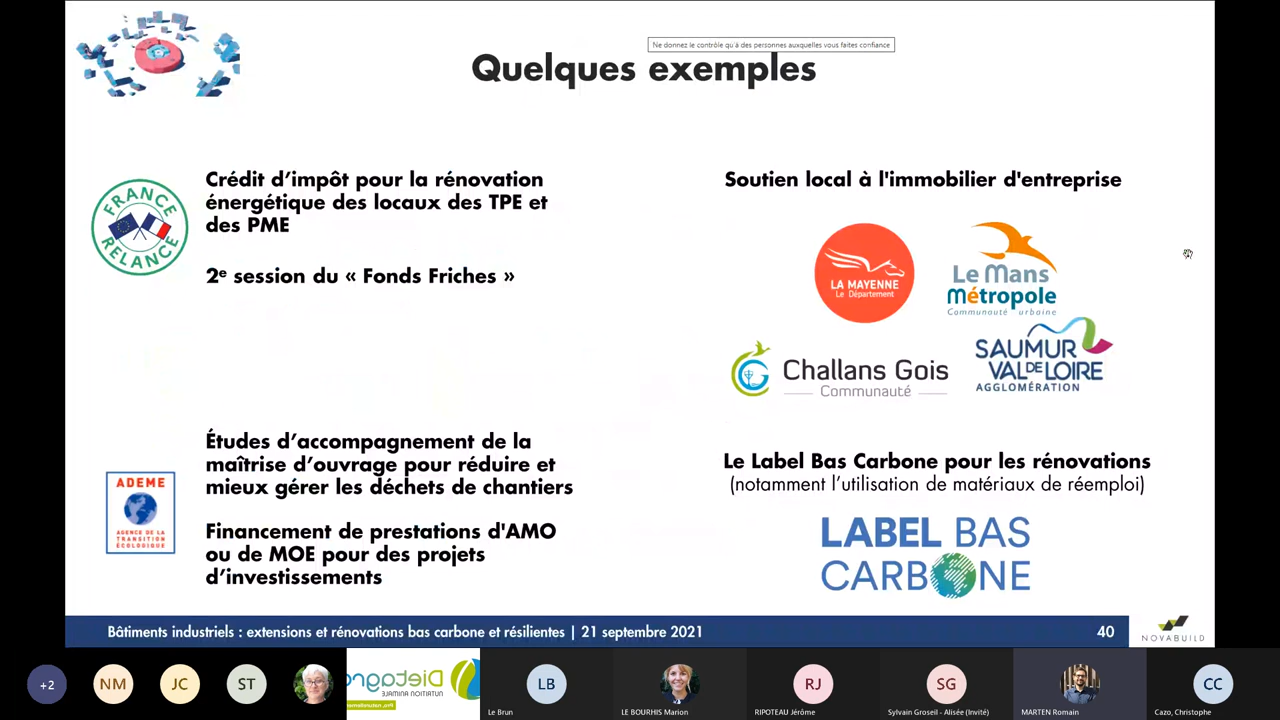 Ne donnez le contrôle qu'à des personnes auxquelles vous faites confiance
Quelques exemples
FRANCE
RELANCE
Crédit d'impôt pour la rénovation
énergétique des locaux des TPE et
des PME
2e session du « Fonds Friches »
Soutien local à l'immobilier d'entreprise
LA MAYENNE
Le Département
Le Mans
métropole
Communauté urbaine
Challans Gois
Communauté
SAUMUR
VAL DE LOIRE
AGGLOMÉRATION
ADEME
AGENCE DE LA
TRANSITION
ÉCOLOGIQUE
Études d'accompagnement de la
maîtrise d'ouvrage pour réduire et
mieux gérer les déchets de chantiers
Financement de prestations d'AMO
ou de MOE pour des projets
d'investissements
Le Label Bas Carbone pour les rénovations
(notamment l'utilisation de matériaux de réemploi)
LABEL BAS
CARBONE
Bâtiments industriels : extensions et rénovations bas carbone et résilientes | 21 septembre 2021
40
NOVABUILD
+2
NM
JC
ST
Dietagro
NUTRITION ANIMALE
LB
Le Brun
LE BOURHIS Marion
RJ
RIPOTEAU Jérôme
SG
Sylvain Groseil - Alisée (Invité)
MARTEN Romain
CC
Cazo, Christophe